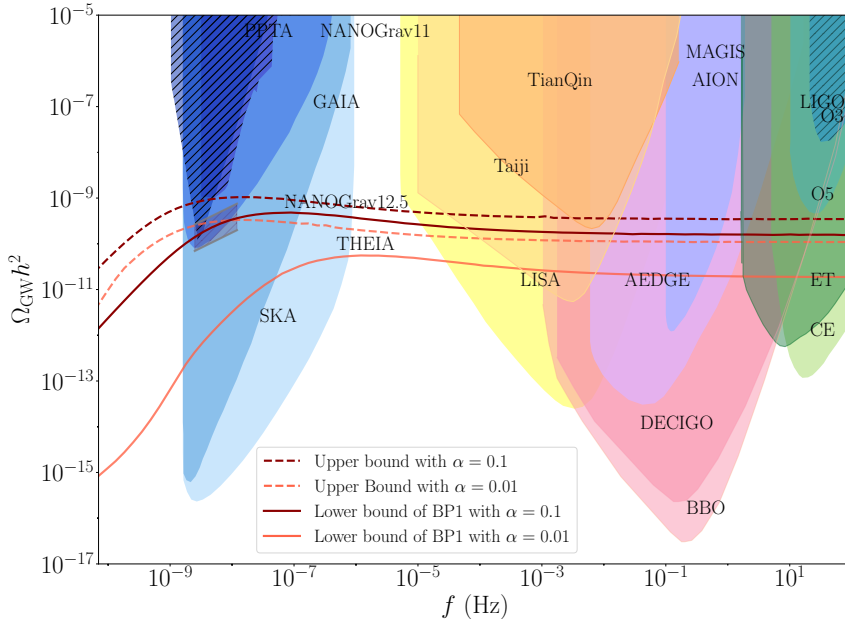 10^{-5}
10^{-7}
10^{-9}
10^{-11}
10^{-13}
10^{-15}
10^{-17}
Ω_{GW}h^2
PPTA
NANOGrav11
MAGIS
TianQin
AION
GAIA
LIGO
O3
Taiji
NANOGrav12.5
O5
THEIA
LISA
AEDGE
ET
SKA
CE
DECIGO
BBO
Upper bound with α = 0.1
Upper Bound with α = 0.01
Lower bound of BP1 with α = 0.1
Lower bound of BP1 with α = 0.01
10^{-9}
10^{-7}
10^{-5}
10^{-3}
10^{-1}
10^{1}
f (Hz)